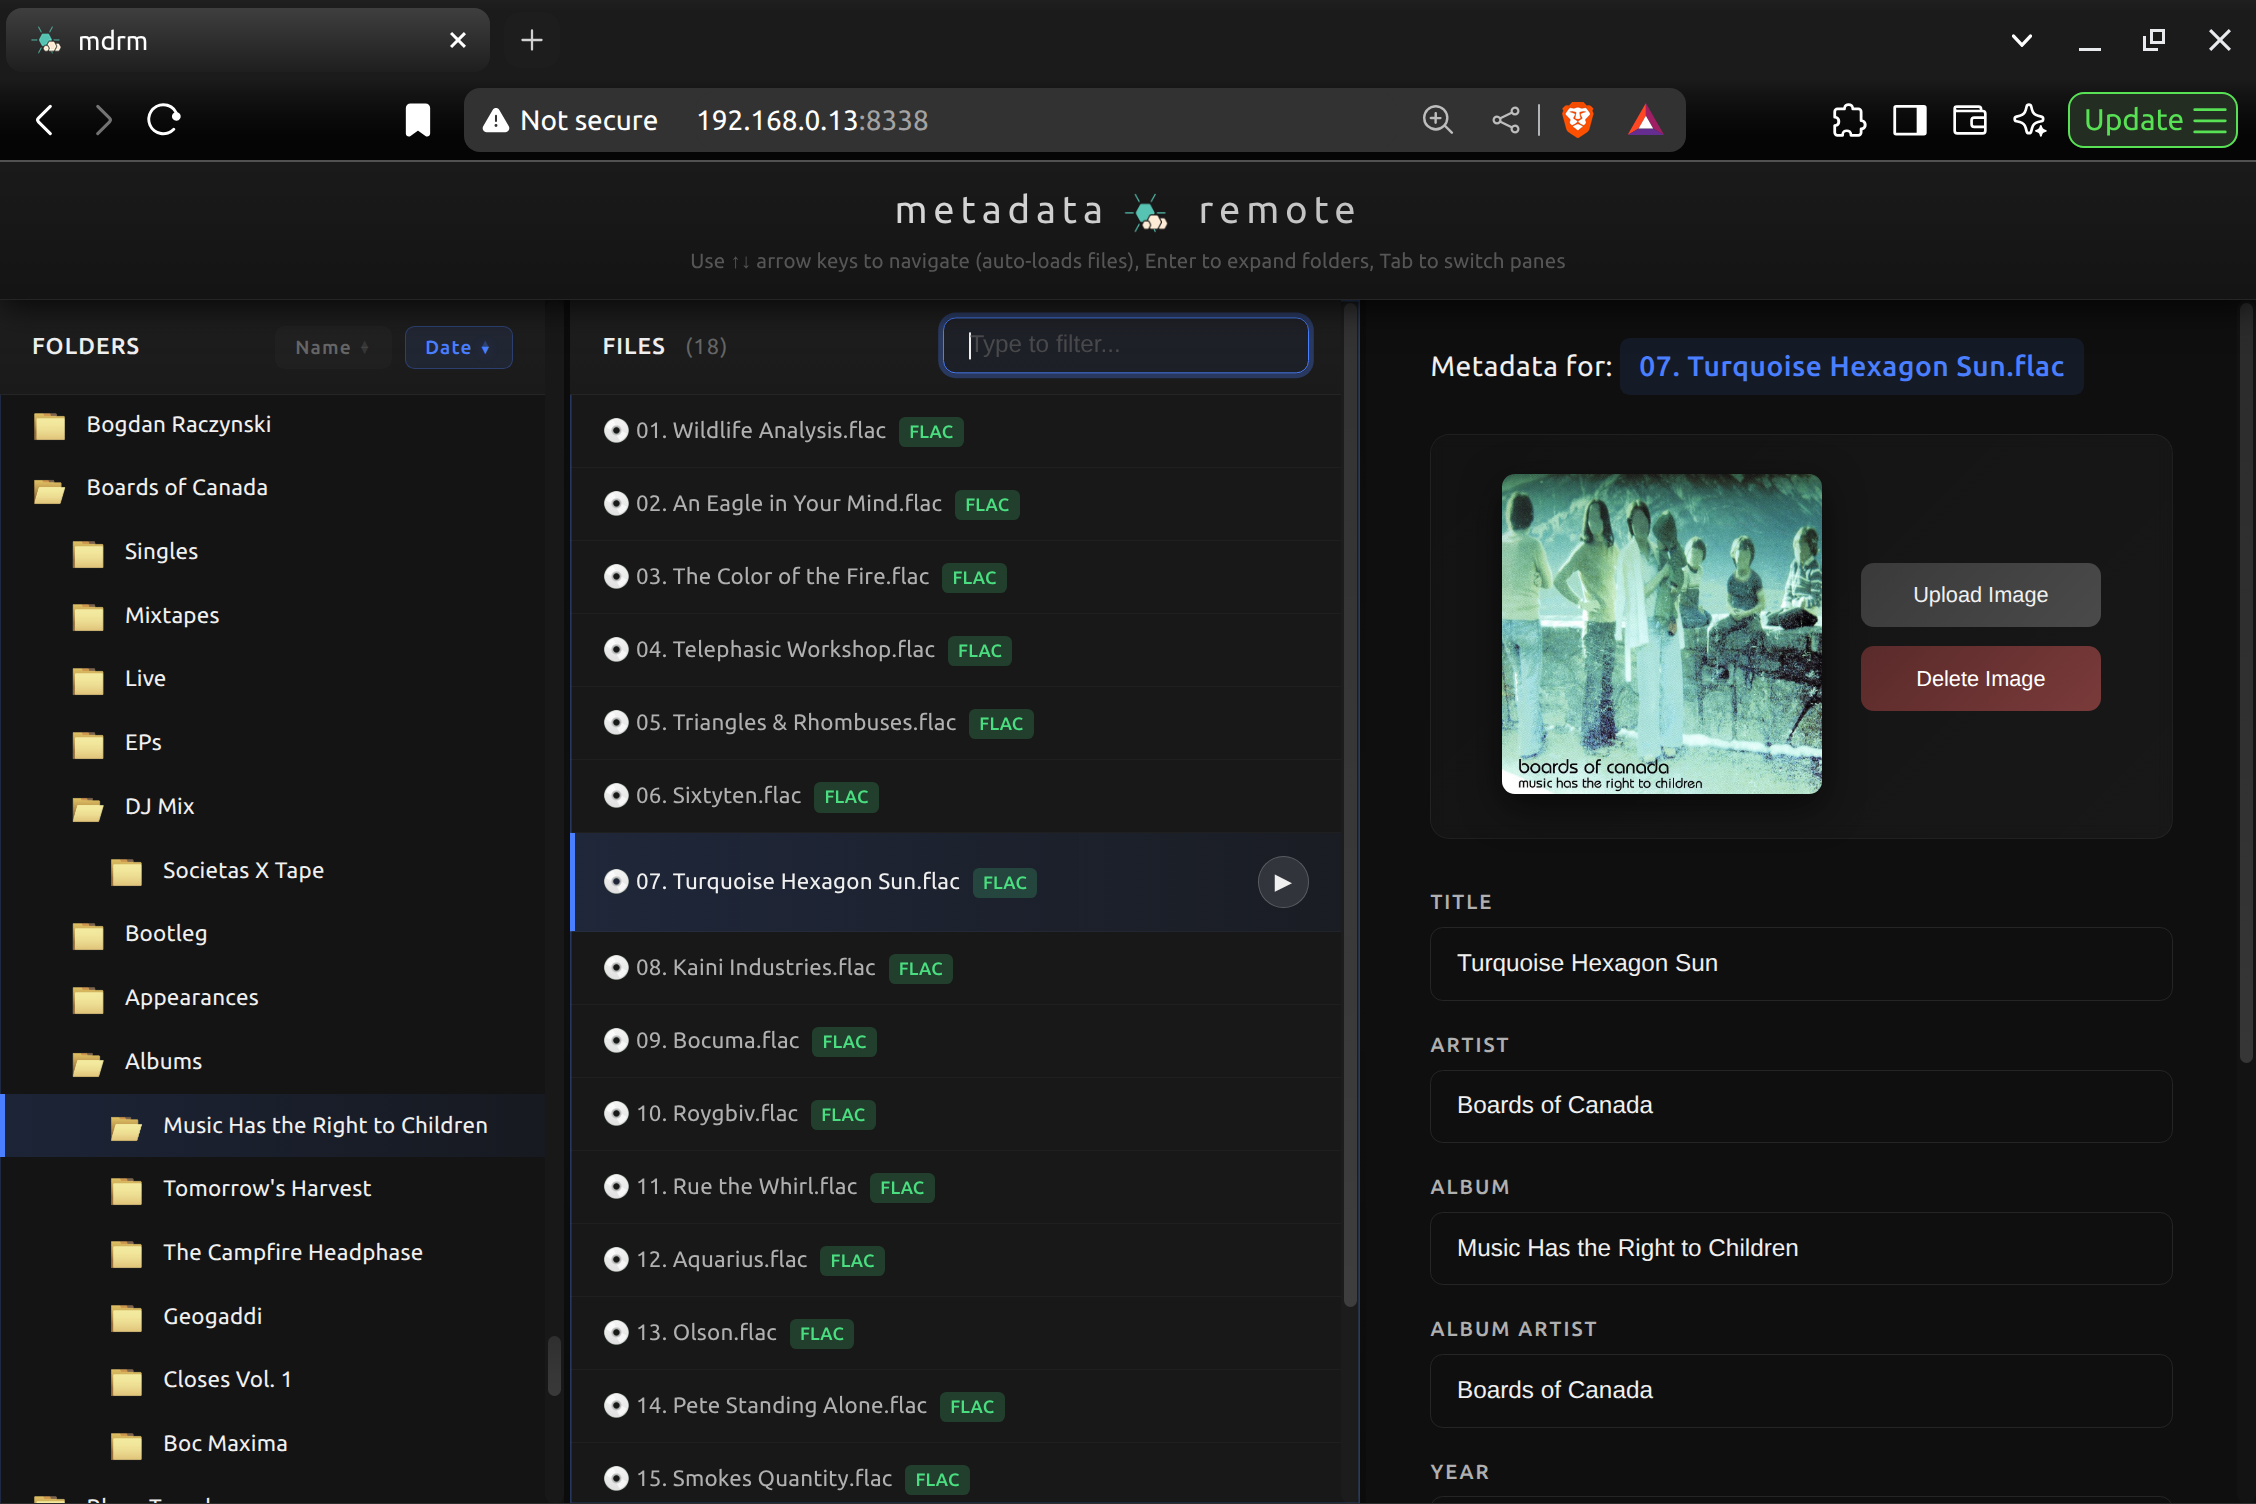 mdrm
Not secure 192.168.0.13:8338
Update
metadata remote
Use ↑↓ arrow keys to navigate (auto-loads files), Enter to expand folders, Tab to switch panes
FOLDERS
Name
Date
Bogdan Raczynski
Boards of Canada
Singles
Mixtapes
Live
EPs
DJ Mix
Societas X Tape
Bootleg
Appearances
Albums
Music Has the Right to Children
Tomorrow's Harvest
The Campfire Headphase
Geogaddi
Closes Vol. 1
Boc Maxima
FILES (18)
Type to filter...
01. Wildlife Analysis.flac FLAC
02. An Eagle in Your Mind.flac FLAC
03. The Color of the Fire.flac FLAC
04. Telephasic Workshop.flac FLAC
05. Triangles & Rhombuses.flac FLAC
06. Sixtyten.flac FLAC
07. Turquoise Hexagon Sun.flac FLAC
08. Kaini Industries.flac FLAC
09. Bocuma.flac FLAC
10. Roygbiv.flac FLAC
11. Rue the Whirl.flac FLAC
12. Aquarius.flac FLAC
13. Olson.flac FLAC
14. Pete Standing Alone.flac FLAC
15. Smokes Quantity.flac FLAC
Metadata for: 07. Turquoise Hexagon Sun.flac
boards of canada
music has the right to children
Upload Image
Delete Image
TITLE
Turquoise Hexagon Sun
ARTIST
Boards of Canada
ALBUM
Music Has the Right to Children
ALBUM ARTIST
Boards of Canada
YEAR